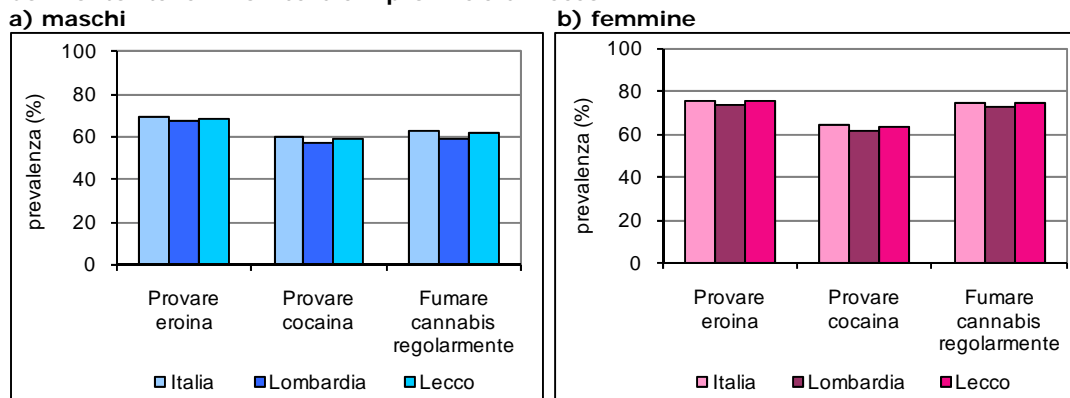 a) maschi
b) femmine
100
80
60
40
20
0
prevalenza (%)
Provare
eroina
Provare
cocaina
Fumare
cannabis
regolarmente
Italia
Lombardia
Lecco
100
80
60
40
20
0
prevalenza (%)
Provare
eroina
Provare
cocaina
Fumare
cannabis
regolarmente
Italia
Lombardia
Lecco